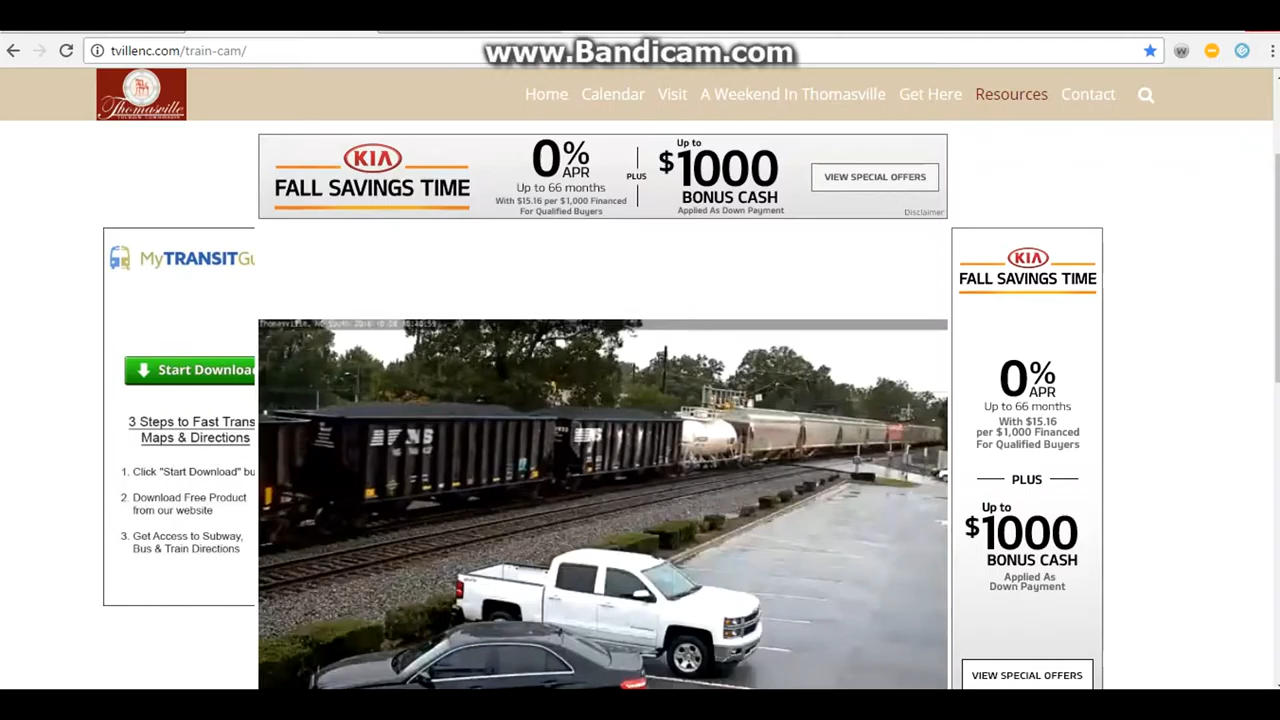 tvillenc.com/train-cam/
www.Bandicam.com
Thomasville
TOURISM COMMISSION
Home
Calendar
Visit
A Weekend In Thomasville
Get Here
Resources
Contact
KIA
FALL SAVINGS TIME
0% APR
Up to 66 months
With $15.16 per $1,000 Financed
For Qualified Buyers
PLUS
Up to
$1000
BONUS CASH
Applied As Down Payment
VIEW SPECIAL OFFERS
Disclaimer
MyTRANSITGu
Start Downloa
3 Steps to Fast Trans
Maps & Directions
1. Click "Start Download" bu
2. Download Free Product
from our website
3. Get Access to Subway,
Bus & Train Directions
NS
KIA
FALL SAVINGS TIME
0% APR
Up to 66 months
With $15.16
per $1,000 Financed
For Qualified Buyers
PLUS
Up to
$1000
BONUS CASH
Applied As
Down Payment
VIEW SPECIAL OFFERS